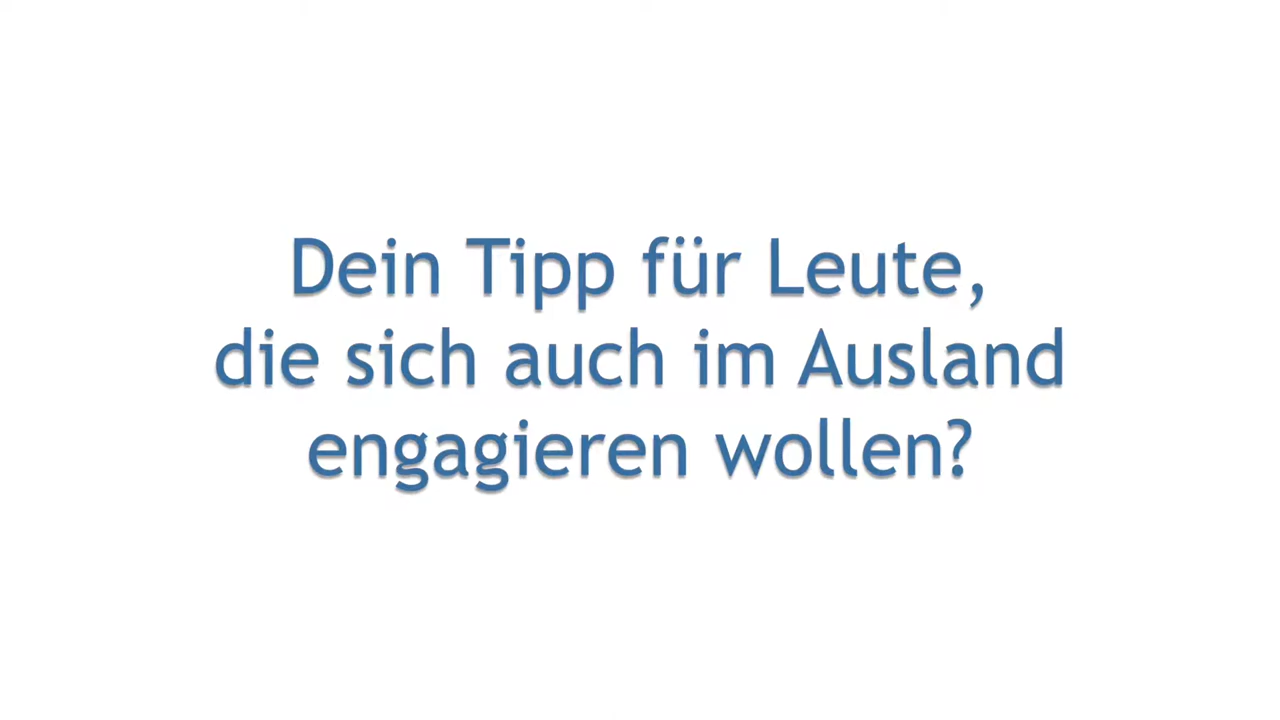 Dein Tipp für Leute,
die sich auch im Ausland
engagieren wollen?